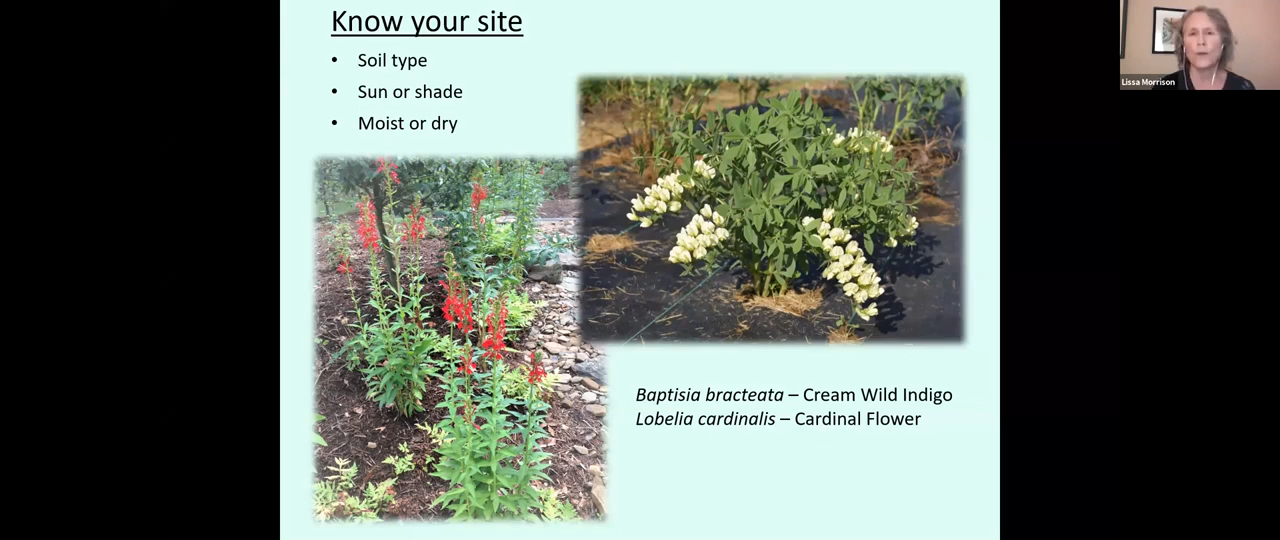 Know your site
• Soil type
• Sun or shade
• Moist or dry
Baptisia bracteata – Cream Wild Indigo
Lobelia cardinalis – Cardinal Flower
Lissa Morrison